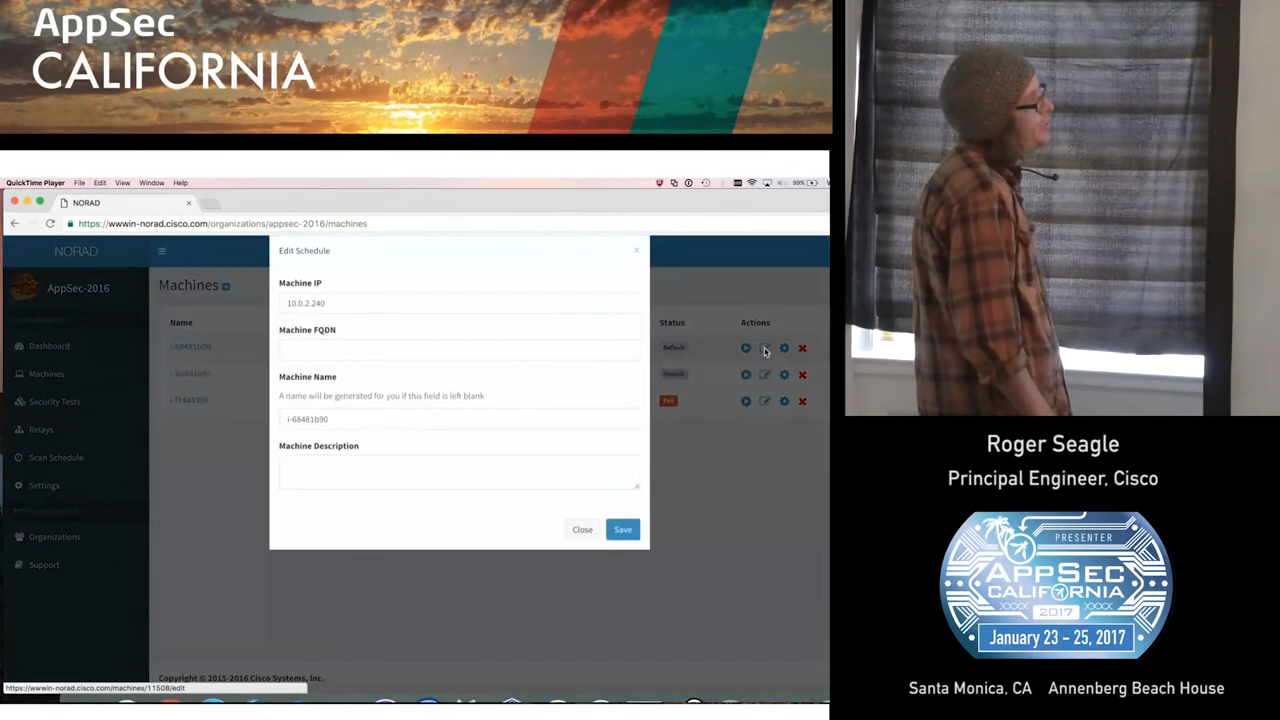 AppSec
CALIFORNIA
QuickTime Player File Edit View Window Help
99%
NORAD
https://wwwin-norad.cisco.com/organizations/appsec-2016/machines
NORAD
AppSec-2016
Dashboard
Machines
Security Tests
Relays
Scan Schedule
Settings
Organizations
Support
Machines
Name
Status
Actions
i-68481b90
Default
Default
i-f14a1900
Fail
Edit Schedule
×
Machine IP
10.0.2.240
Machine FQDN
Machine Name
A name will be generated for you if this field is left blank
i-68481b90
Machine Description
Close
Save
Copyright © 2015-2016 Cisco Systems, Inc.
https://wwwin-norad.cisco.com/machines/11508/edit
Roger Seagle
Principal Engineer, Cisco
PRESENTER
APPSEC
CALIFORNIA
2017
January 23 – 25, 2017
Santa Monica, CA Annenberg Beach House